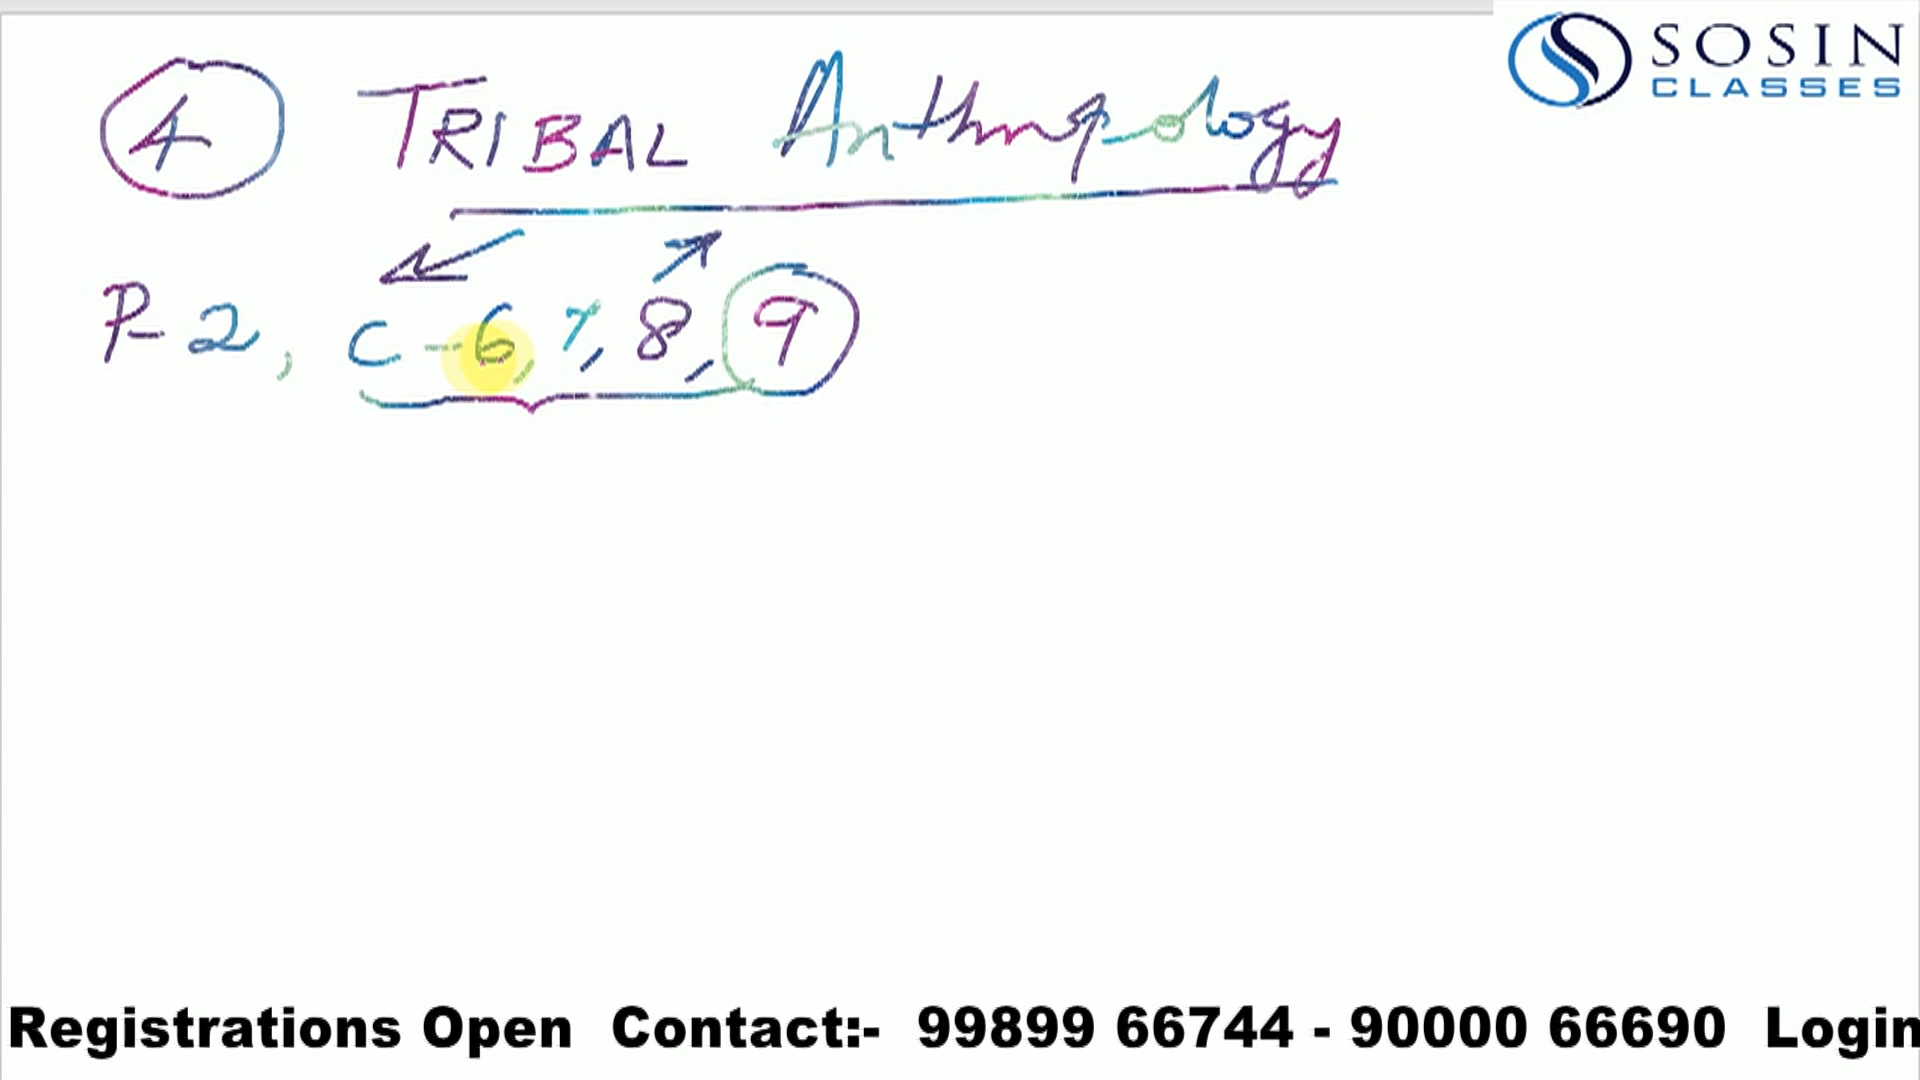 SOSIN
CLASSES
4 TRIBAL Anthropology
P-2, C-6, 7, 8, 9
Registrations Open Contact:- 99899 66744 - 90000 66690 Login